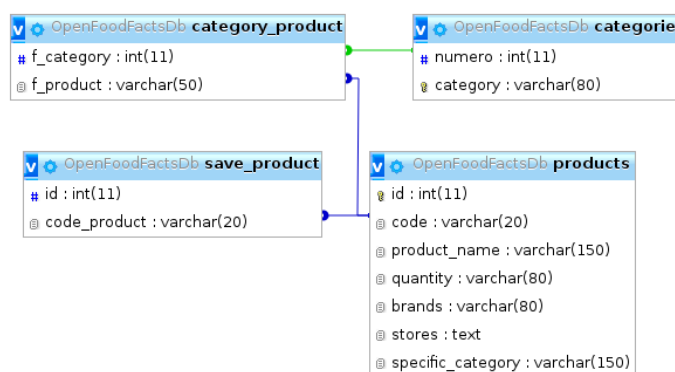 OpenFoodFactsDb category_product
# f_category : int(11)
f_product : varchar(50)
OpenFoodFactsDb categorie
# numero : int(11)
category : varchar(80)
OpenFoodFactsDb save_product
# id : int(11)
code_product : varchar(20)
OpenFoodFactsDb products
id : int(11)
code : varchar(20)
product_name : varchar(150)
quantity : varchar(80)
brands : varchar(80)
stores : text
specific_category : varchar(150)